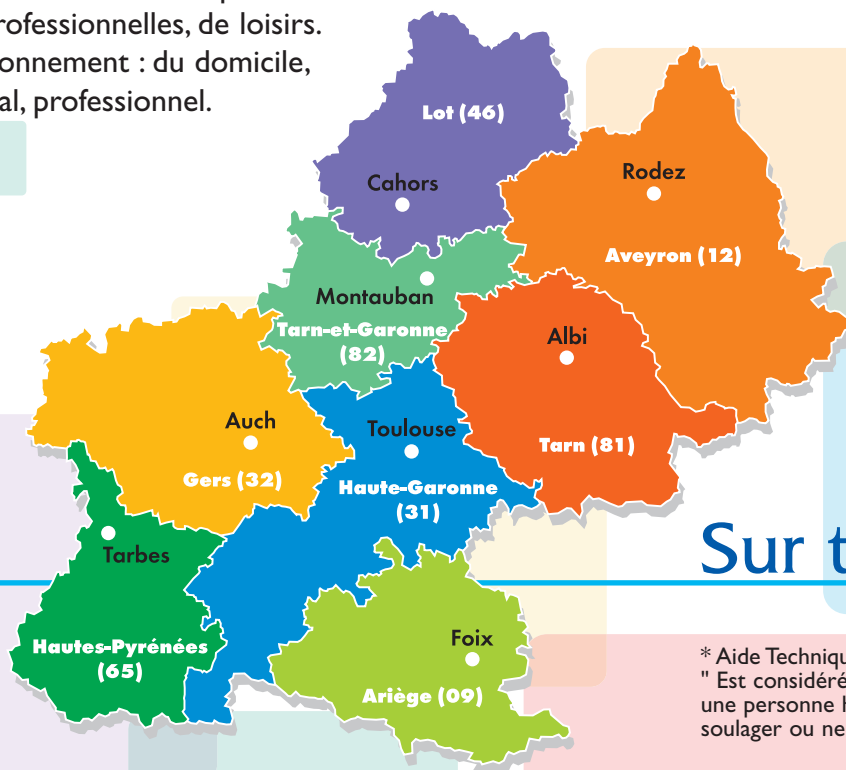 rofessionnelles, de loisirs.
onnement : du domicile,
al, professionnel.
Lot (46)
Cahors
Rodez
Aveyron (12)
Montauban
Tarn-et-Garonne
(82)
Albi
Tarn (81)
Auch
Gers (32)
Toulouse
Haute-Garonne
(31)
Tarbes
Hautes-Pyrénées
(65)
Foix
Ariège (09)
Sur t
* Aide Techniqu
" Est considéré
une personne h
soulager ou ne